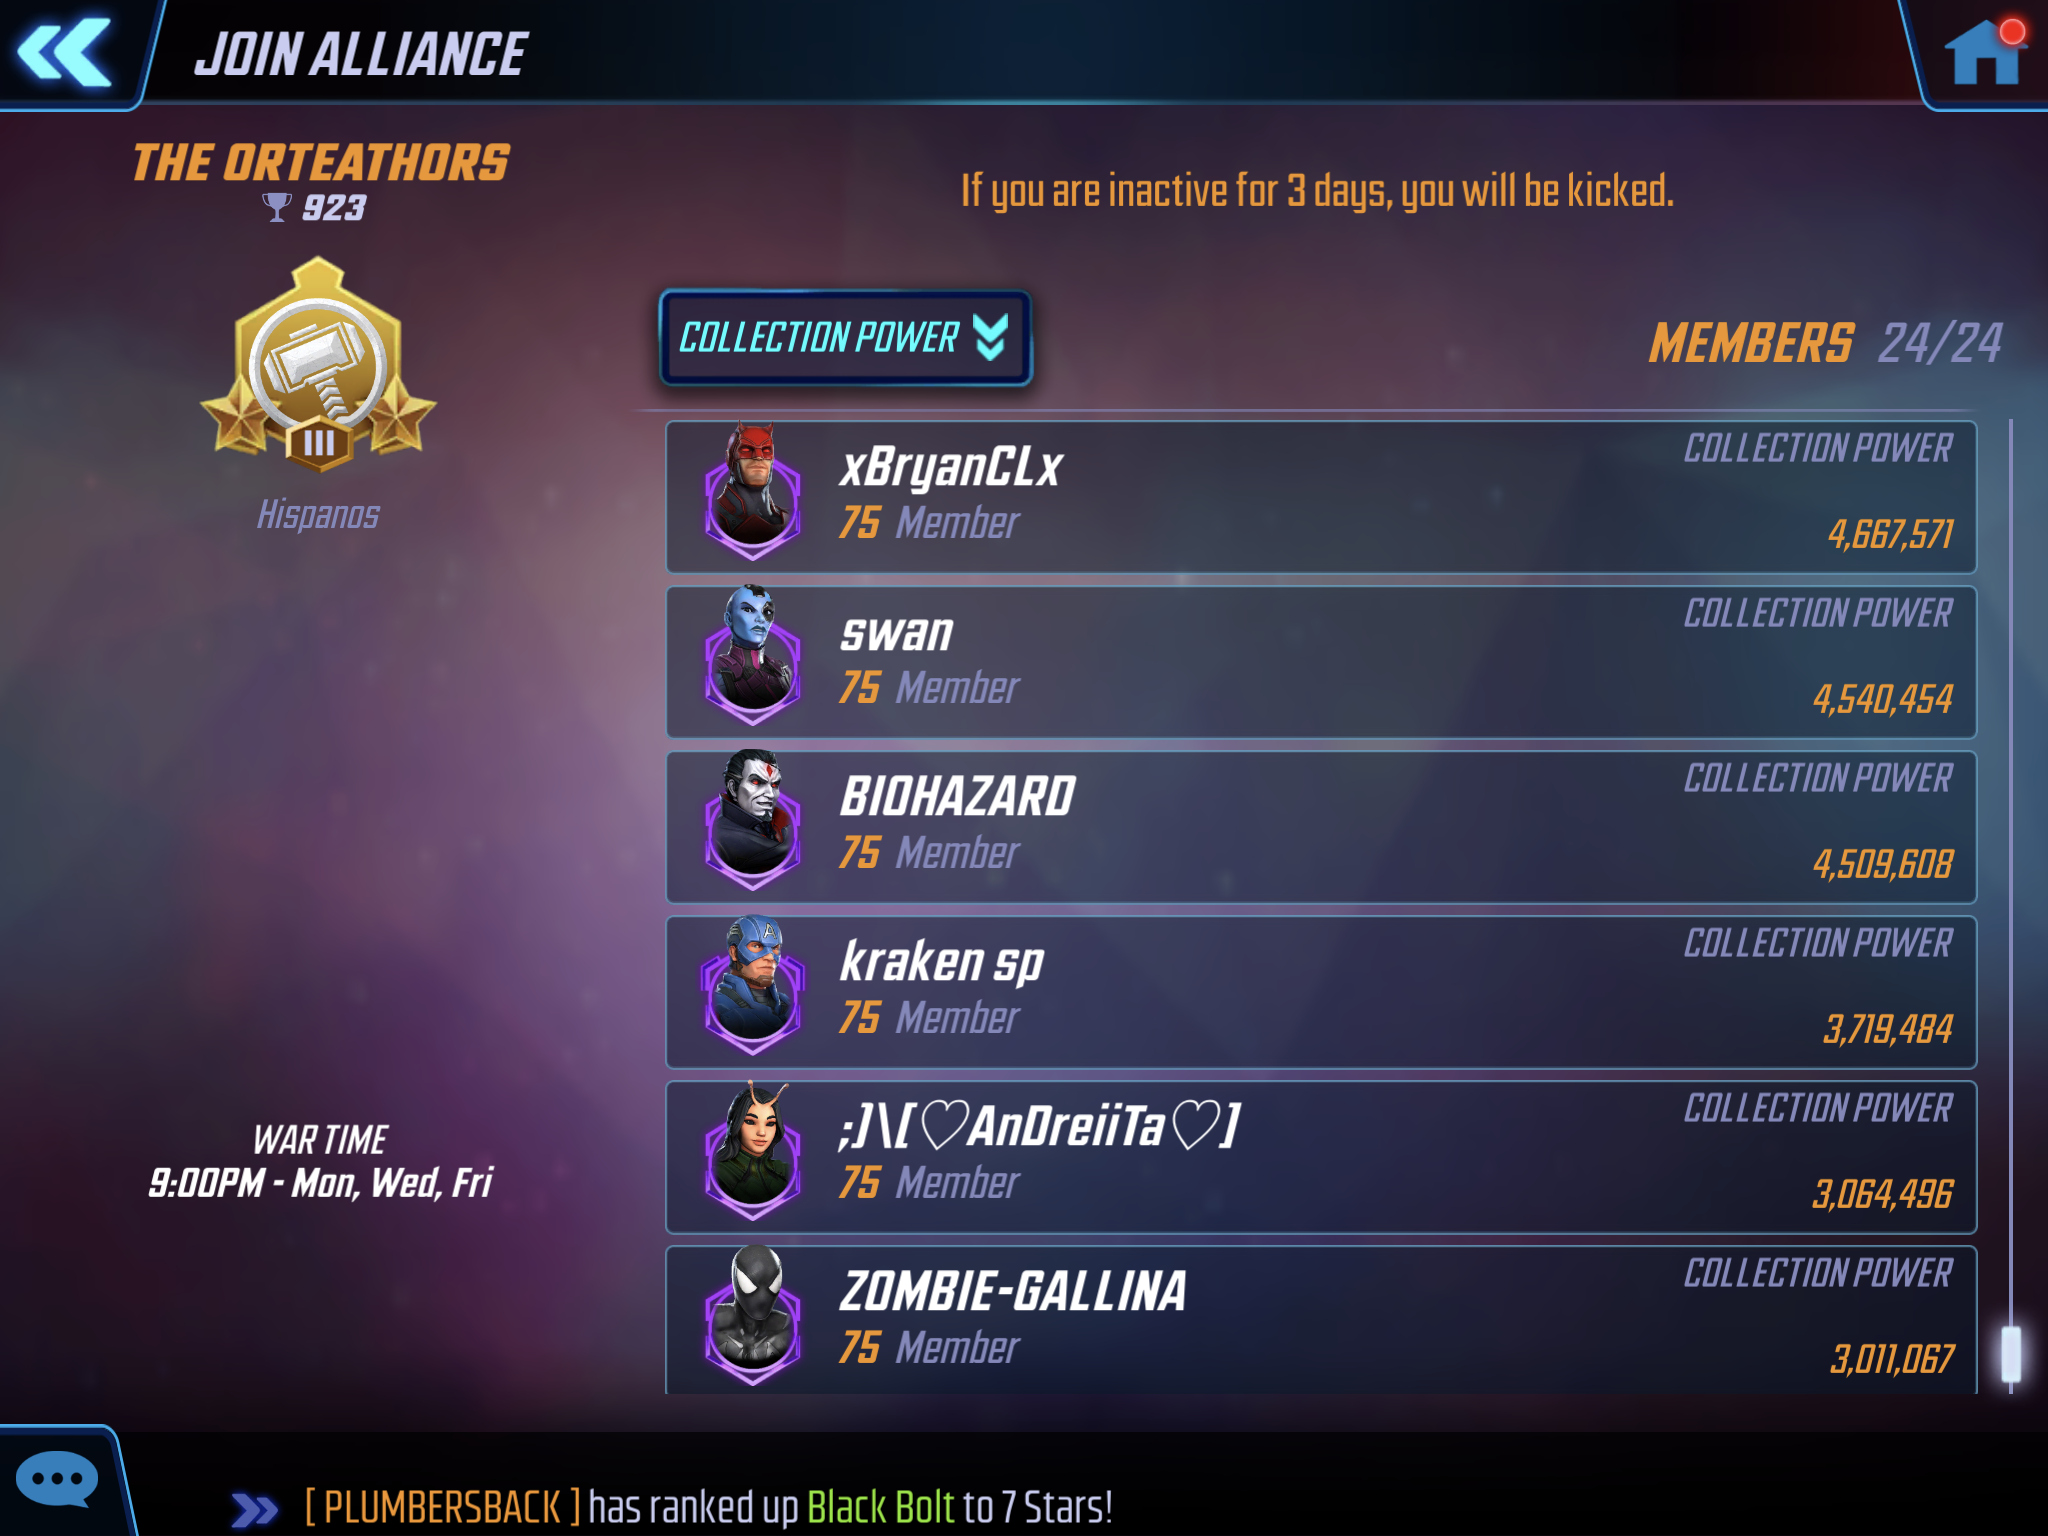 JOIN ALLIANCE
THE ORTEATHORS
923
III
Hispanos
If you are inactive for 3 days, you will be kicked.
COLLECTION POWER
MEMBERS 24/24
xBryanCLx
75 Member
COLLECTION POWER
4,667,571
swan
75 Member
COLLECTION POWER
4,540,454
BIOHAZARD
75 Member
COLLECTION POWER
4,509,608
kraken sp
75 Member
COLLECTION POWER
3,719,484
;)\[♡AnDreiiTa♡]
75 Member
COLLECTION POWER
3,064,496
ZOMBIE-GALLINA
75 Member
COLLECTION POWER
3,011,067
WAR TIME
9:00PM - Mon, Wed, Fri
[ PLUMBERSBACK ] has ranked up Black Bolt to 7 Stars!